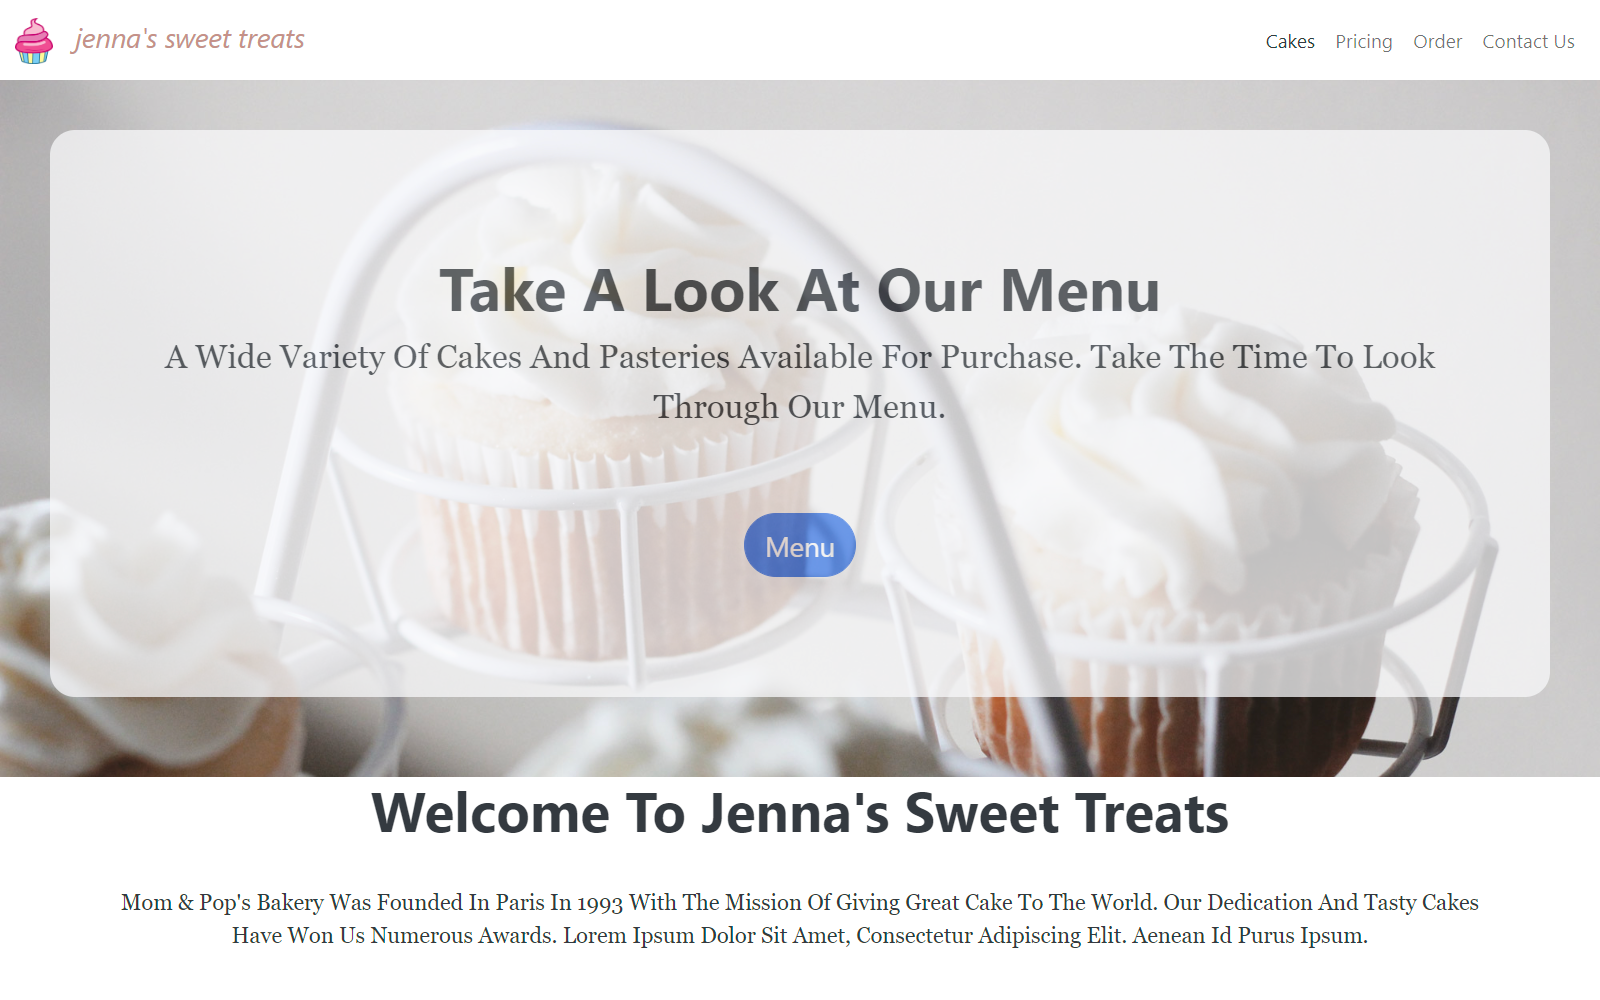 jenna's sweet treats
Cakes Pricing Order Contact Us
Take A Look At Our Menu
A Wide Variety Of Cakes And Pasteries Available For Purchase. Take The Time To Look
Through Our Menu.
Menu
Welcome To Jenna's Sweet Treats
Mom & Pop's Bakery Was Founded In Paris In 1993 With The Mission Of Giving Great Cake To The World. Our Dedication And Tasty Cakes
Have Won Us Numerous Awards. Lorem Ipsum Dolor Sit Amet, Consectetur Adipiscing Elit. Aenean Id Purus Ipsum.